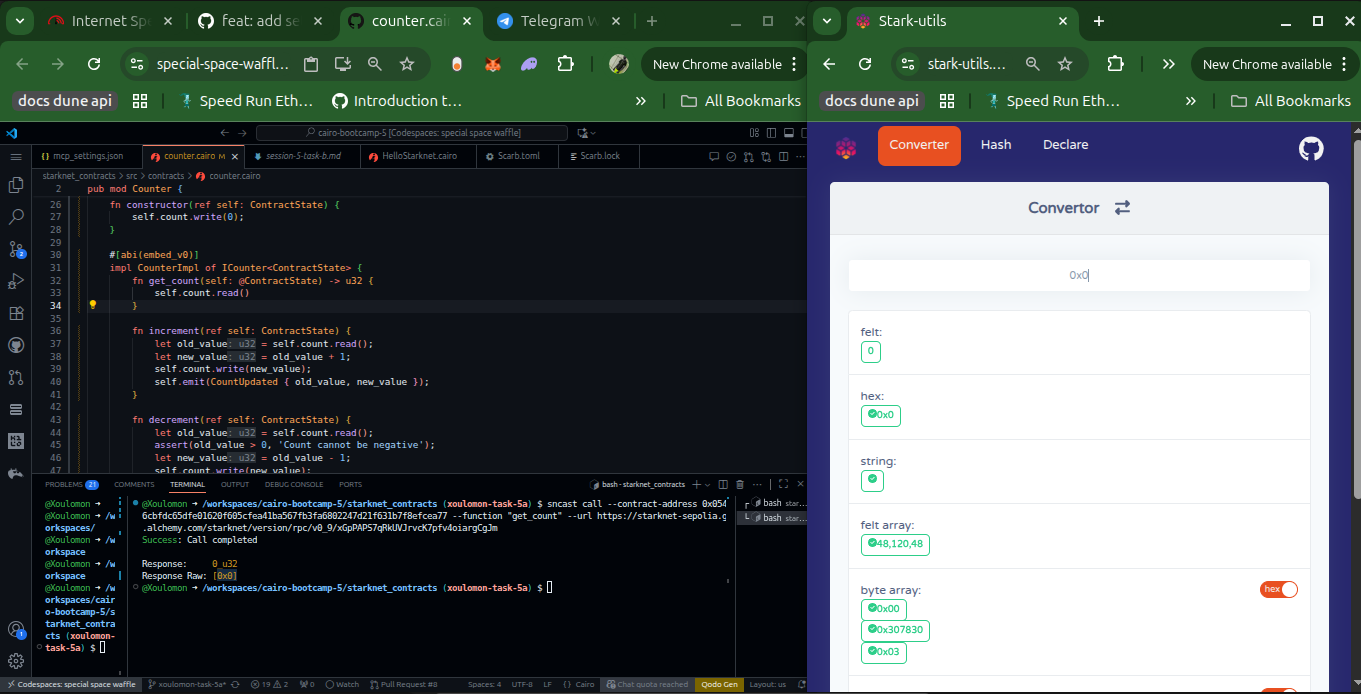 Internet Sp
feat: add se
counter.cai
Telegram W
Stark-utils
special-space-waffl...
New Chrome available
stark-utils....
New Chrome available
docs dune api
Speed Run Eth...
Introduction t...
All Bookmarks
docs dune api
Speed Run Eth...
All Bookmarks
cairo-bootcamp-5 [Codespaces: special space waffle]
mcp_settings.json
counter.cairo M
session-5-task-b.md
HelloStarknet.cairo
Scarb.toml
Scarb.lock
starknet_contracts > src > contracts > counter.cairo
2 pub mod Counter {
26 fn constructor(ref self: ContractState) {
27 self.count.write(0);
28 }
29
30 #[abi(embed_v0)]
31 impl CounterImpl of ICounter<ContractState> {
32 fn get_count(self: @ContractState) -> u32 {
33 self.count.read()
34 }
35
36 fn increment(ref self: ContractState) {
37 let old_value: u32 = self.count.read();
38 let new_value: u32 = old_value + 1;
39 self.count.write(new_value);
40 self.emit(CountUpdated { old_value, new_value });
41 }
42
43 fn decrement(ref self: ContractState) {
44 let old_value: u32 = self.count.read();
45 assert(old_value > 0, 'Count cannot be negative');
46 let new_value: u32 = old_value - 1;
47 self.count.write(new_value);
PROBLEMS 21
COMMENTS
TERMINAL
OUTPUT
DEBUG CONSOLE
PORTS
bash - starknet_contracts
@Xoulomon ➜
➜ /w
orkspaces/
@Xoulomon ➜ /w
orkspace
@Xoulomon ➜ /w
orkspace
@Xoulomon ➜ /w
orkspaces/cair
o-bootcamp-5/s
tarknet_contra
cts (xoulomon-
task-5a) $
@Xoulomon ➜ /workspaces/cairo-bootcamp-5/starknet_contracts (xoulomon-task-5a) $ sncast call --contract-address 0x054
6cbfdc65dfe01620f605cfea41ba567fb3fa6802247d21f631b7f8efcea77 --function "get_count" --url https://starknet-sepolia.g
.alchemy.com/starknet/version/rpc/v0_9/xGpPAPS7qRkUVJrvcK7pfv4oiargCgJm
Success: Call completed
Response: 0_u32
Response Raw: [0x0]
@Xoulomon ➜ /workspaces/cairo-bootcamp-5/starknet_contracts (xoulomon-task-5a) $
bash star...
bash star...
Codespaces: special space waffle
xoulomon-task-5a*
19
2
0
Watch
Pull Request #8
Spaces: 4
UTF-8
LF
Cairo
Chat quota reached
Qodo Gen
Layout: us
Converter
Hash
Declare
Convertor
0x0
felt:
0
hex:
0x0
string:
felt array:
48,120,48
byte array:
hex
0x00
0x307830
0x03